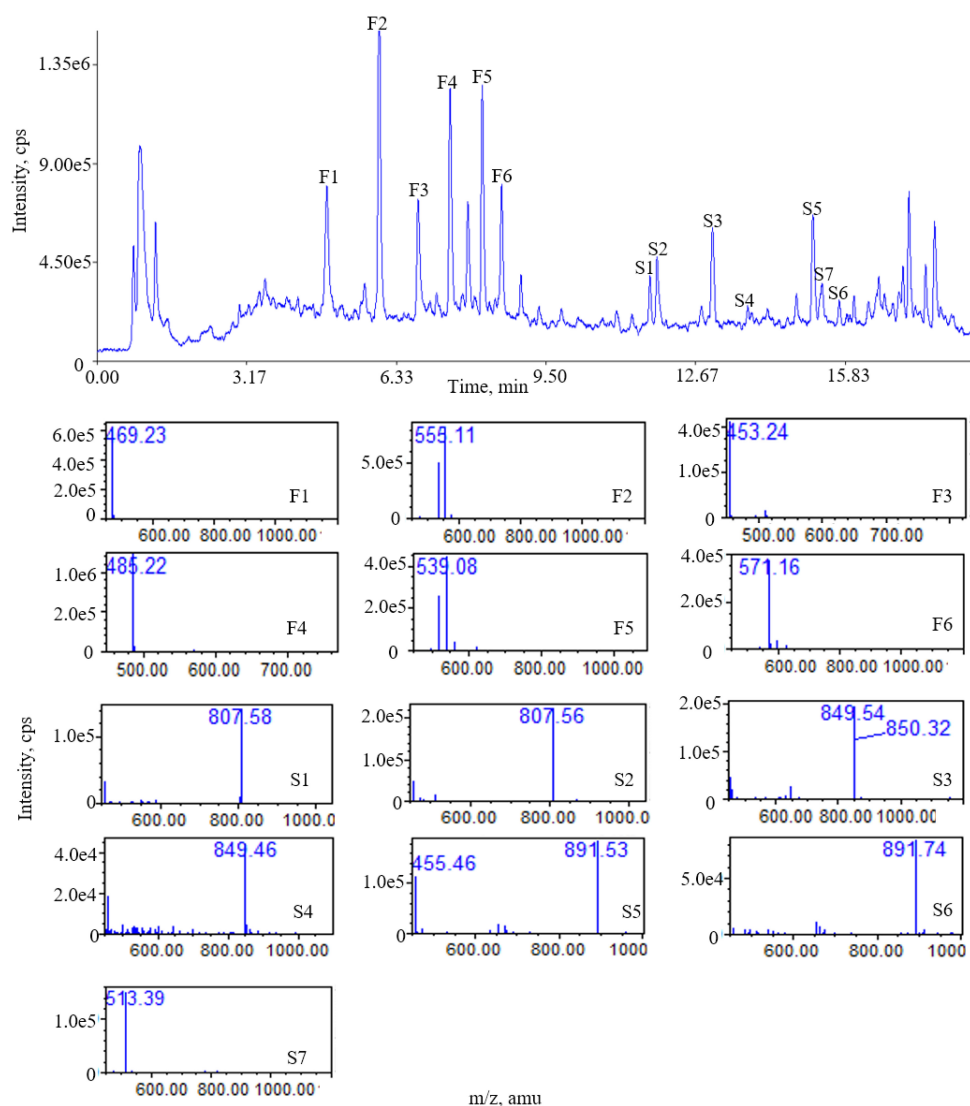 F2
1.35e6
F4
F5
F1
F3
F6
9.00e5
Intensity, cps
S3
S5
4.50e5
S1
S2
S7
S4
S6
0
0.00 3.17 6.33 9.50 12.67 15.83
Time, min
6.0e5 469.23
4.0e5
2.0e5
0
F1
600.00 800.00 1000.0
555.11
5.0e5
0
F2
600.00 800.00 1000.00
4.0e5 453.24
1.0e5
0
F3
500.00 600.00 700.00
485.22
1.0e6
2.0e5
0
F4
500.00 600.00 700.00
4.0e5 539.08
2.0e5
0
F5
600.00 800.00 1000.00
4.0e5 571.16
2.0e5
0
F6
600.00 800.00 1000.00
Intensity, cps
807.58
1.0e5
0
S1
600.00 800.00 1000.0
2.0e5 807.56
1.0e5
0
S2
600.00 800.00 1000.0
2.0e5 849.54
850.32
1.0e5
0
S3
600.00 800.00 1000.00
4.0e4 849.46
2.0e4
0
S4
600.00 800.00 1000.00
455.46 891.53
1.0e5
0
S5
600.00 800.00 1000
891.74
5.0e4
0
S6
600.00 800.00 1000
513.39
1.0e5
0
S7
600.00 800.00 1000.00
m/z, amu